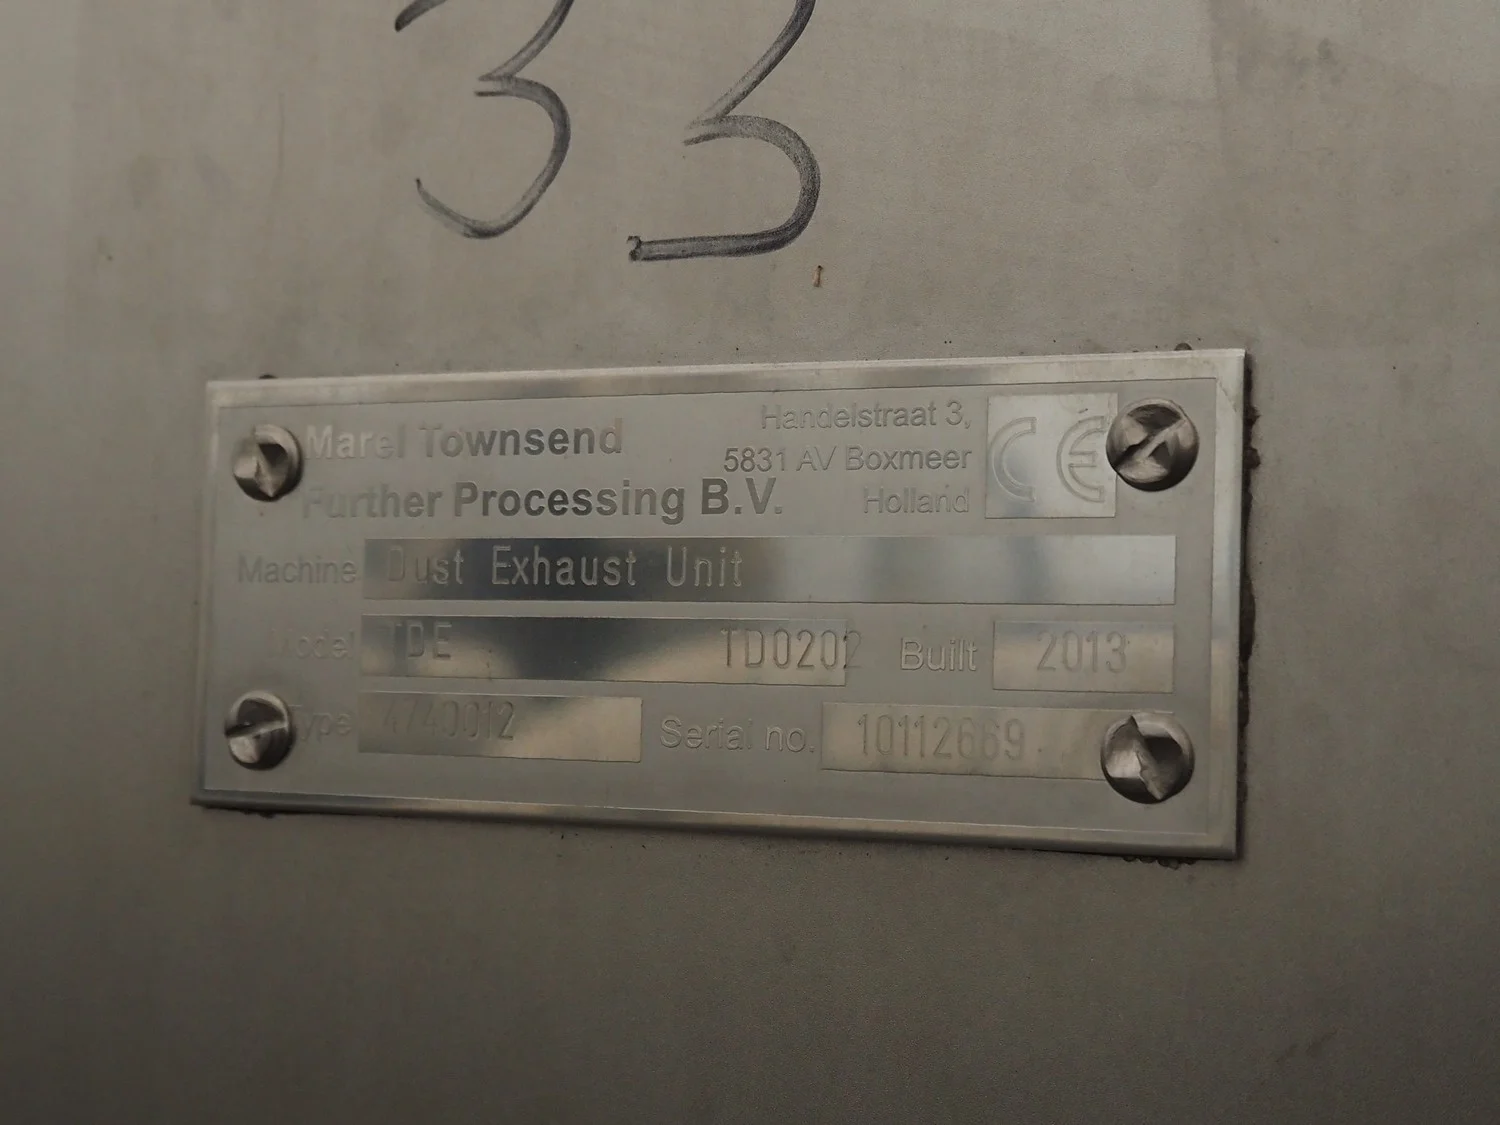 33
Marel Townsend
Further Processing B.V.
Handelstraat 3,
5831 AV Boxmeer
Holland
CE
Machine Dust Exhaust Unit
Model TDE TD0202 Built 2013
Type 4740012 Serial no. 10112669